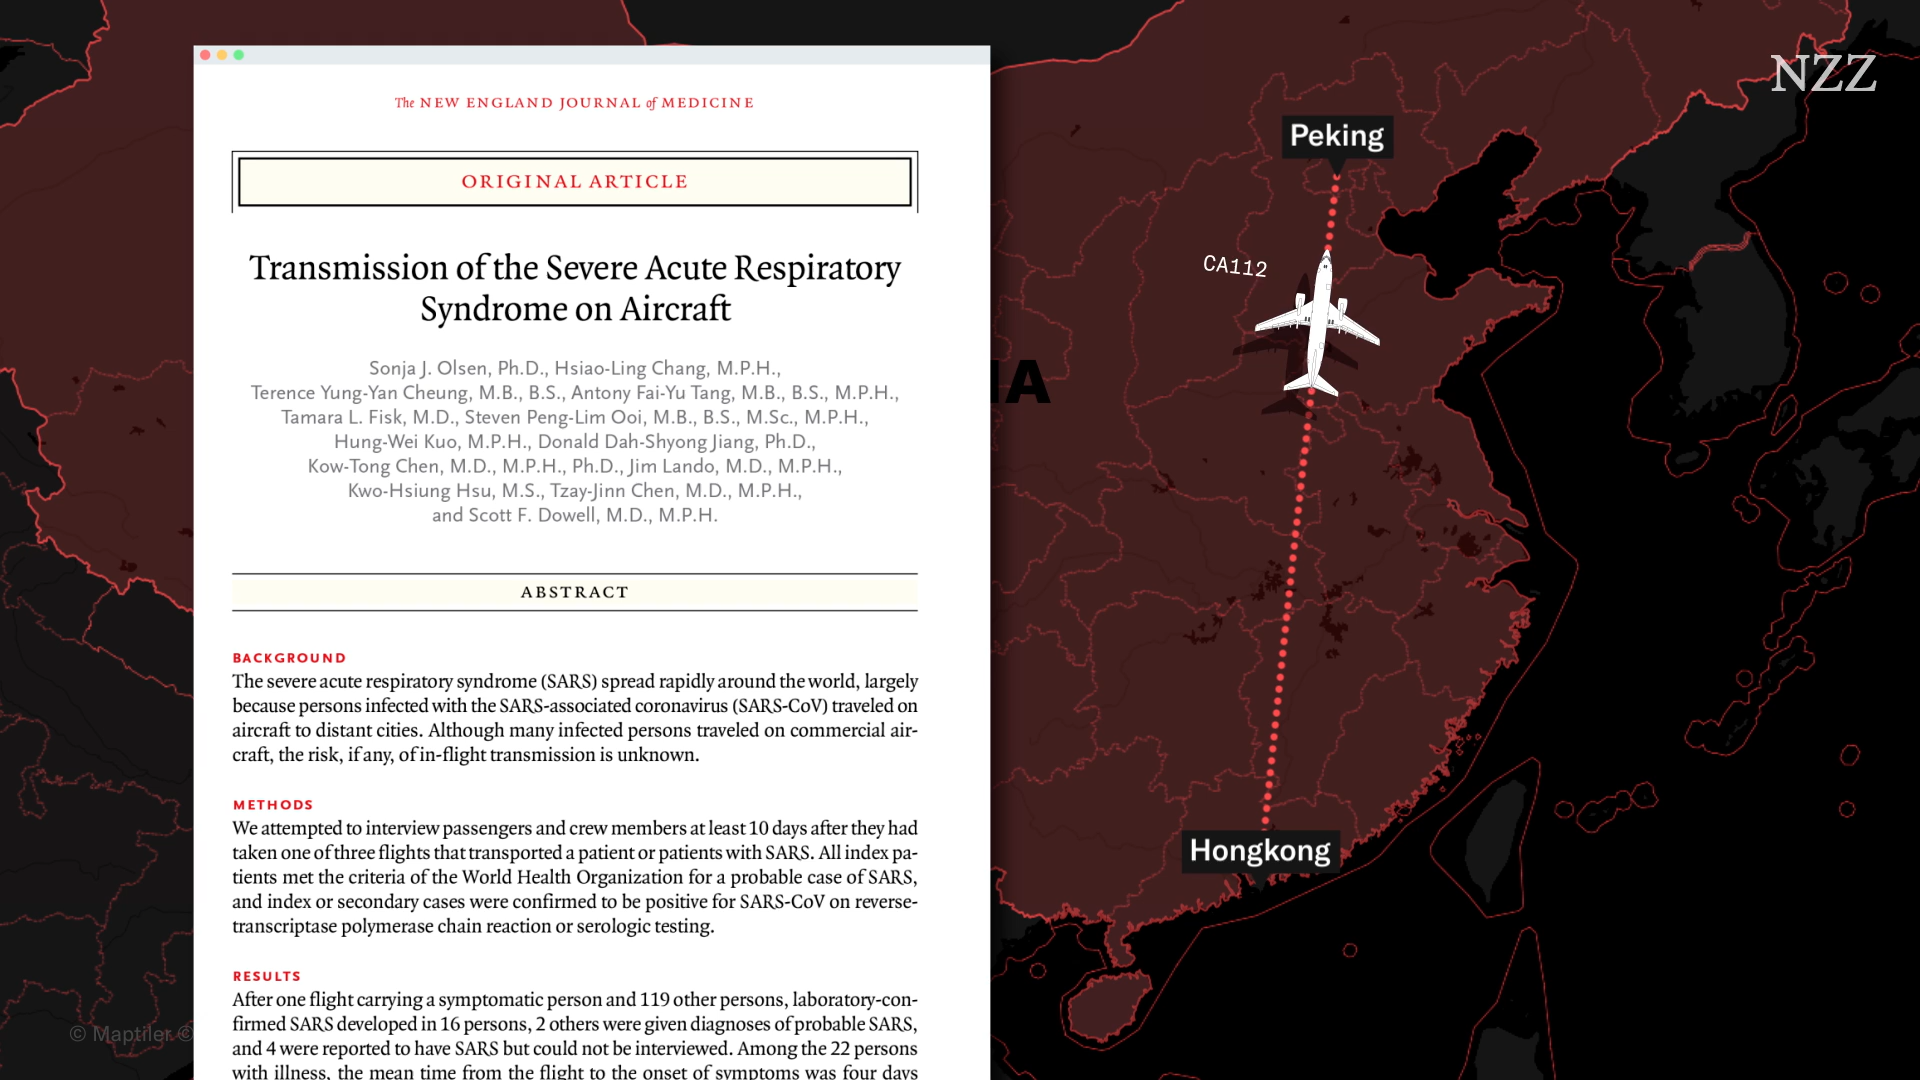 The NEW ENGLAND JOURNAL of MEDICINE
ORIGINAL ARTICLE
Transmission of the Severe Acute Respiratory
Syndrome on Aircraft
Sonja J. Olsen, Ph.D., Hsiao-Ling Chang, M.P.H.,
Terence Yung-Yan Cheung, M.B., B.S., Antony Fai-Yu Tang, M.B., B.S., M.P.H.,
Tamara L. Fisk, M.D., Steven Peng-Lim Ooi, M.B., B.S., M.Sc., M.P.H.,
Hung-Wei Kuo, M.P.H., Donald Dah-Shyong Jiang, Ph.D.,
Kow-Tong Chen, M.D., M.P.H., Ph.D., Jim Lando, M.D., M.P.H.,
Kwo-Hsiung Hsu, M.S., Tzay-Jinn Chen, M.D., M.P.H.,
and Scott F. Dowell, M.D., M.P.H.
ABSTRACT
BACKGROUND
The severe acute respiratory syndrome (SARS) spread rapidly around the world, largely
because persons infected with the SARS-associated coronavirus (SARS-CoV) traveled on
aircraft to distant cities. Although many infected persons traveled on commercial air-
craft, the risk, if any, of in-flight transmission is unknown.
METHODS
We attempted to interview passengers and crew members at least 10 days after they had
taken one of three flights that transported a patient or patients with SARS. All index pa-
tients met the criteria of the World Health Organization for a probable case of SARS,
and index or secondary cases were confirmed to be positive for SARS-CoV on reverse-
transcriptase polymerase chain reaction or serologic testing.
RESULTS
After one flight carrying a symptomatic person and 119 other persons, laboratory-con-
firmed SARS developed in 16 persons, 2 others were given diagnoses of probable SARS,
and 4 were reported to have SARS but could not be interviewed. Among the 22 persons
with illness, the mean time from the flight to the onset of symptoms was four days
NZZ
Peking
CA112
IA
Hongkong
© Maptiler ©